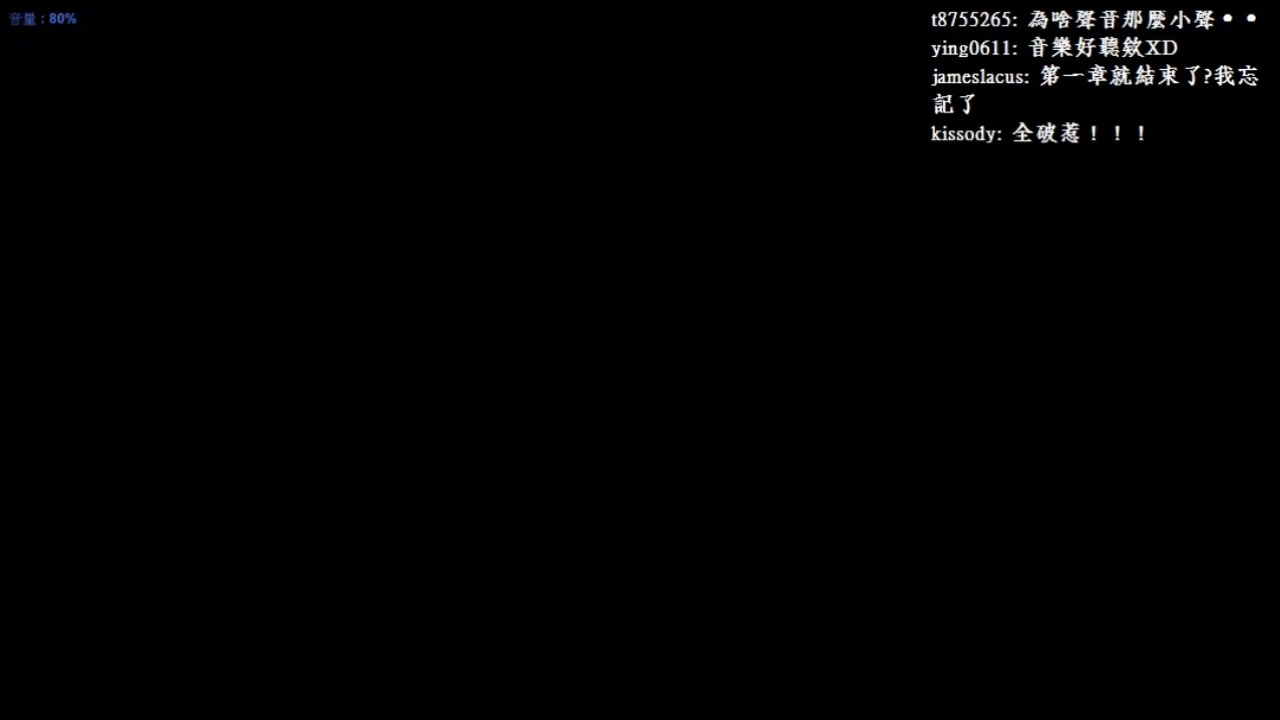 音量 : 80%
t8755265: 為啥聲音那麼小聲••
ying0611: 音樂好聽欸XD
jameslacus: 第一章就結束了?我忘
記了
kissody: 全破惹！！！